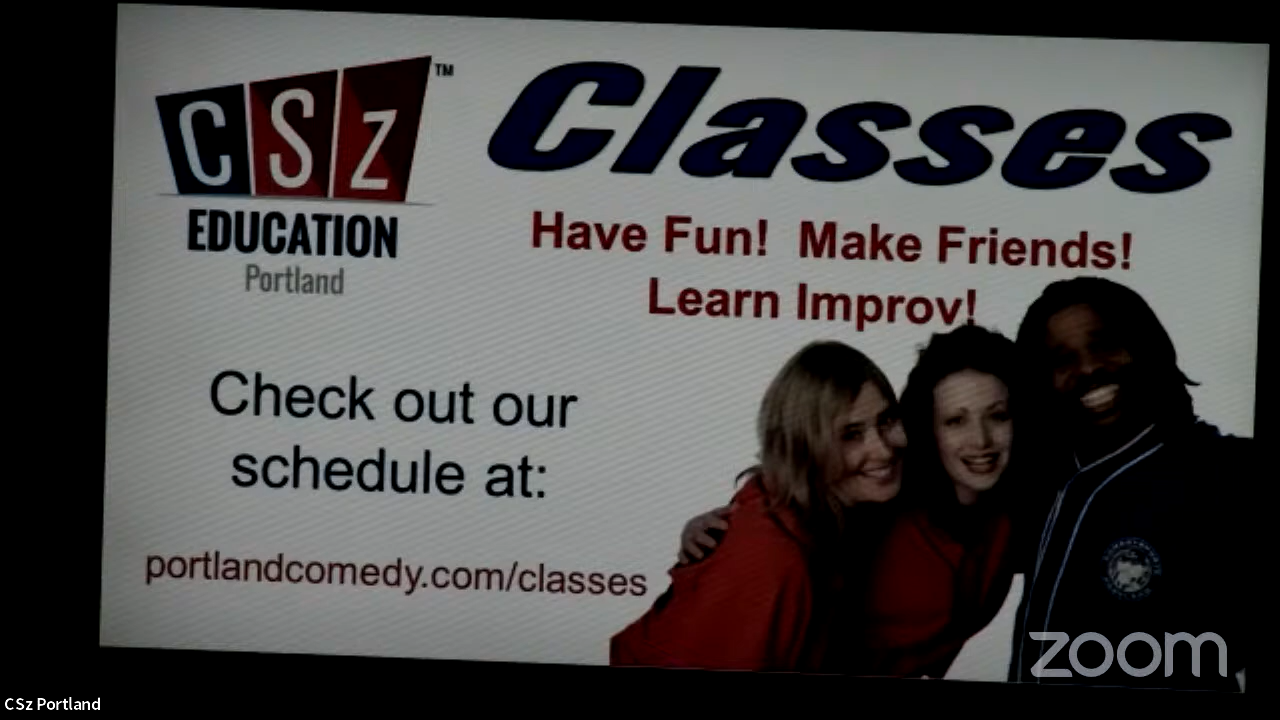 CSz™
EDUCATION
Portland
Classes
Have Fun! Make Friends!
Learn Improv!
Check out our
schedule at:
portlandcomedy.com/classes
zoom
CSz Portland